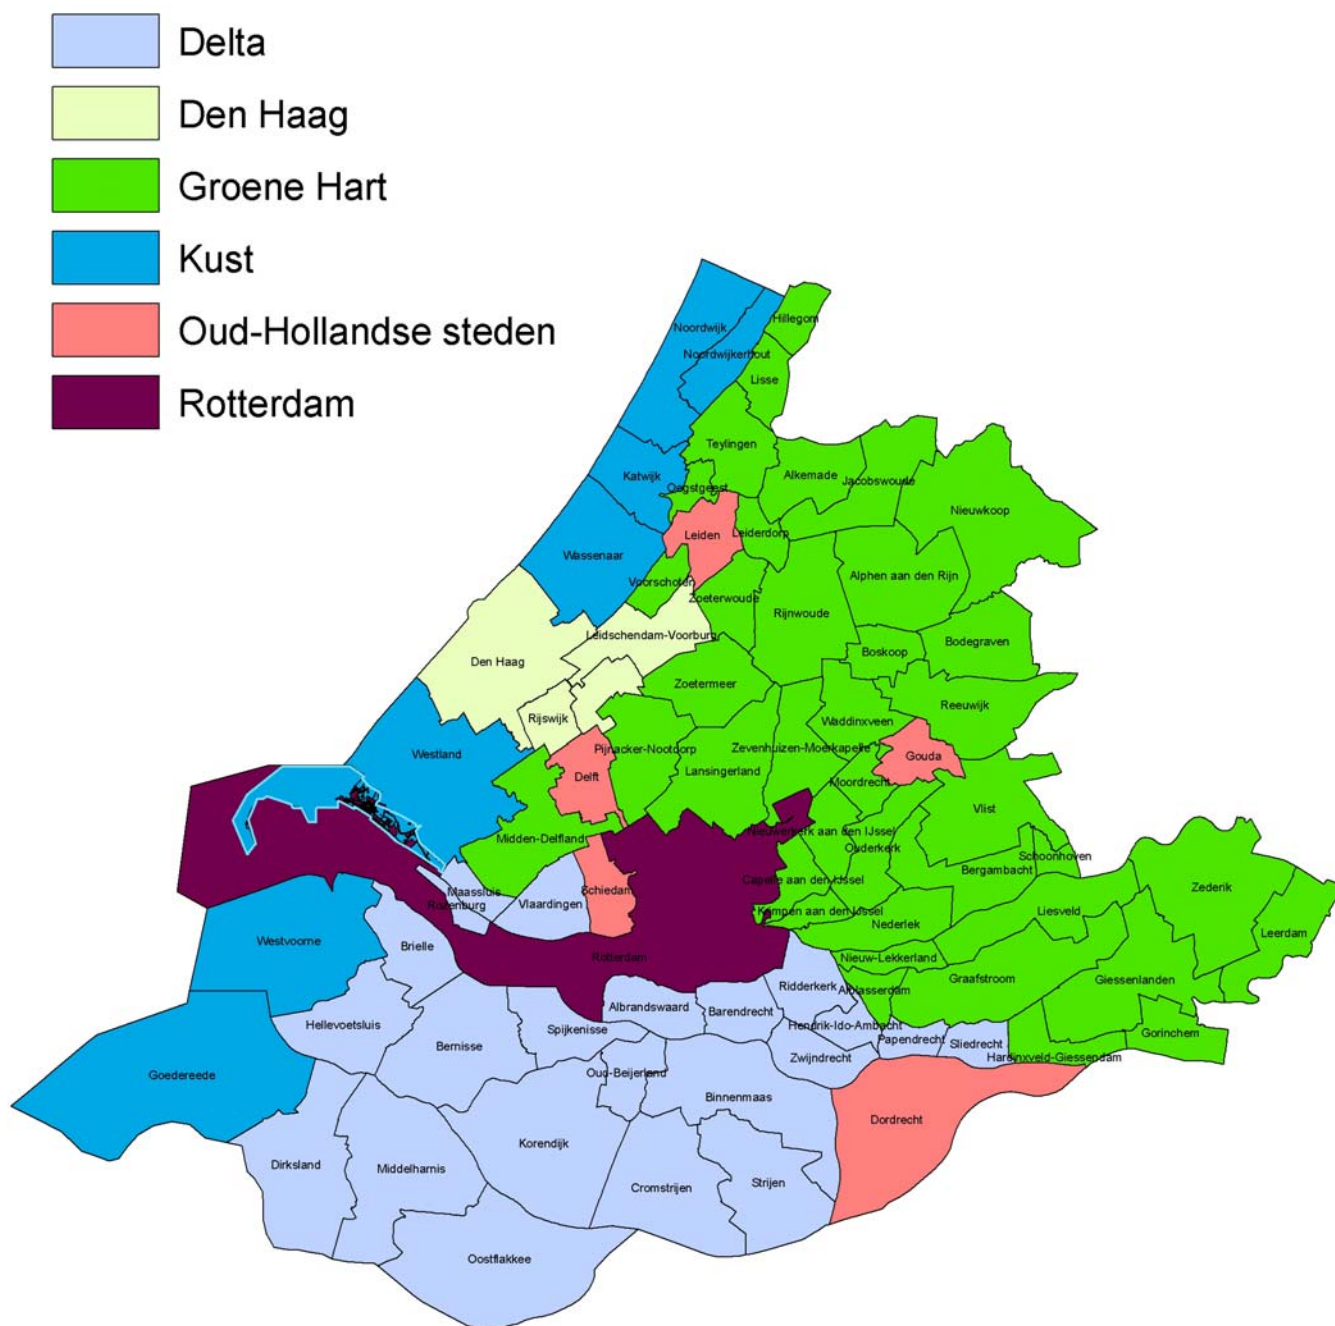 Delta
Den Haag
Groene Hart
Kust
Oud-Hollandse steden
Rotterdam
Hillegom
Noordwijk
Noordwijkerhout
Lisse
Teylingen
Katwijk
Alkemade
Jacobswoude
Oegstgeest
Nieuwkoop
Leiden
Leiderdorp
Wassenaar
Alphen aan den Rijn
Voorschoten
Zoeterwoude
Rijnwoude
Leidschendam-Voorburg
Bodegraven
Boskoop
Den Haag
Zoetermeer
Reeuwijk
Rijswijk
Waddinxveen
Pijnacker-Nootdorp
Zevenhuizen-Moerkapelle
Westland
Gouda
Lansingerland
Delft
Moordrecht
Vlist
Nieuwerkerk aan den IJssel
Midden-Delfland
Ouderkerk
Schoonhoven
Bergambacht
Capelle aan den IJssel
Zederik
Maassluis
Schiedam
Rozenburg
Vlaardingen
Krimpen aan den IJssel
Liesveld
Nederlek
Leerdam
Westvoorne
Brielle
Rotterdam
Nieuw-Lekkerland
Graafstroom
Giessenlanden
Ridderkerk
Alblasserdam
Albrandswaard
Barendrecht
Hellevoetsluis
Spijkenisse
Hendrik-Ido-Ambacht
Gorinchem
Papendrecht
Bernisse
Sliedrecht
Zwijndrecht
Hardinxveld-Giessendam
Goedereede
Oud-Beijerland
Binnenmaas
Dordrecht
Korendijk
Dirksland
Middelharnis
Cromstrijen
Strijen
Oostflakkee